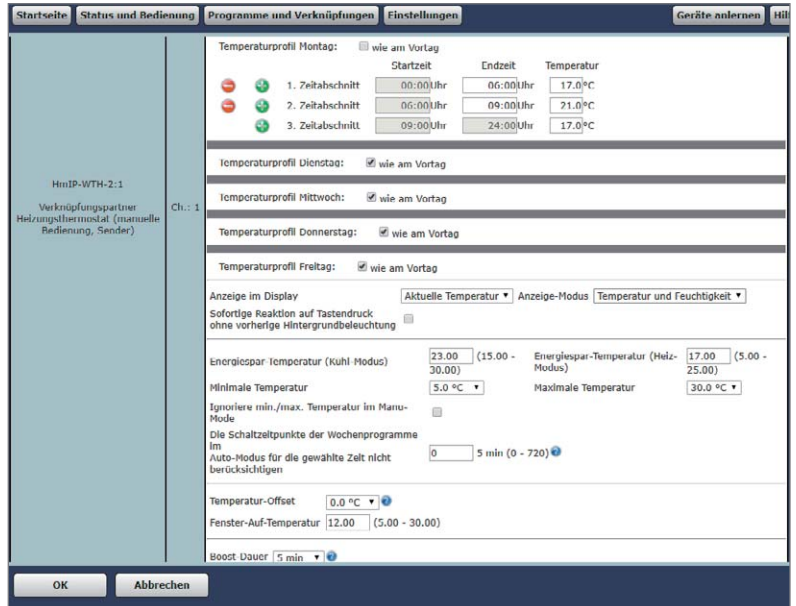 Startseite Status und Bedienung Programme und Verknüpfungen Einstellungen Geräte anlernen Hil
Temperaturprofil Montag: wie am Vortag
Startzeit Endzeit Temperatur
1. Zeitabschnitt 00:00 Uhr 06:00 Uhr 17.0 °C
2. Zeitabschnitt 06:00 Uhr 09:00 Uhr 21.0 °C
3. Zeitabschnitt 09:00 Uhr 24:00 Uhr 17.0 °C
Temperaturprofil Dienstag: wie am Vortag
HmIP-WTH-2:1
Verknüpfungspartner
Heizungsthermostat (manuelle
Bedienung, Sender)
Ch.: 1
Temperaturprofil Mittwoch: wie am Vortag
Temperaturprofil Donnerstag: wie am Vortag
Temperaturprofil Freitag: wie am Vortag
Anzeige im Display Aktuelle Temperatur Anzeige-Modus Temperatur und Feuchtigkeit
Sofortige Reaktion auf Tastendruck
ohne vorherige Hintergrundbeleuchtung
Energiespar-Temperatur (Kühl-Modus) 23.00 (15.00 -
30.00)
Energiespar-Temperatur (Heiz-
Modus) 17.00 (5.00 -
25.00)
Minimale Temperatur 5.0 °C Maximale Temperatur 30.0 °C
Ignoriere min./max. Temperatur im Manu-
Mode
Die Schaltzeitpunkte der Wochenprogramme
im
Auto-Modus für die gewählte Zeit nicht
berücksichtigen
0 5 min (0 - 720)
Temperatur-Offset 0.0 °C
Fenster-Auf-Temperatur 12.00 (5.00 - 30.00)
Boost-Dauer 5 min
OK Abbrechen